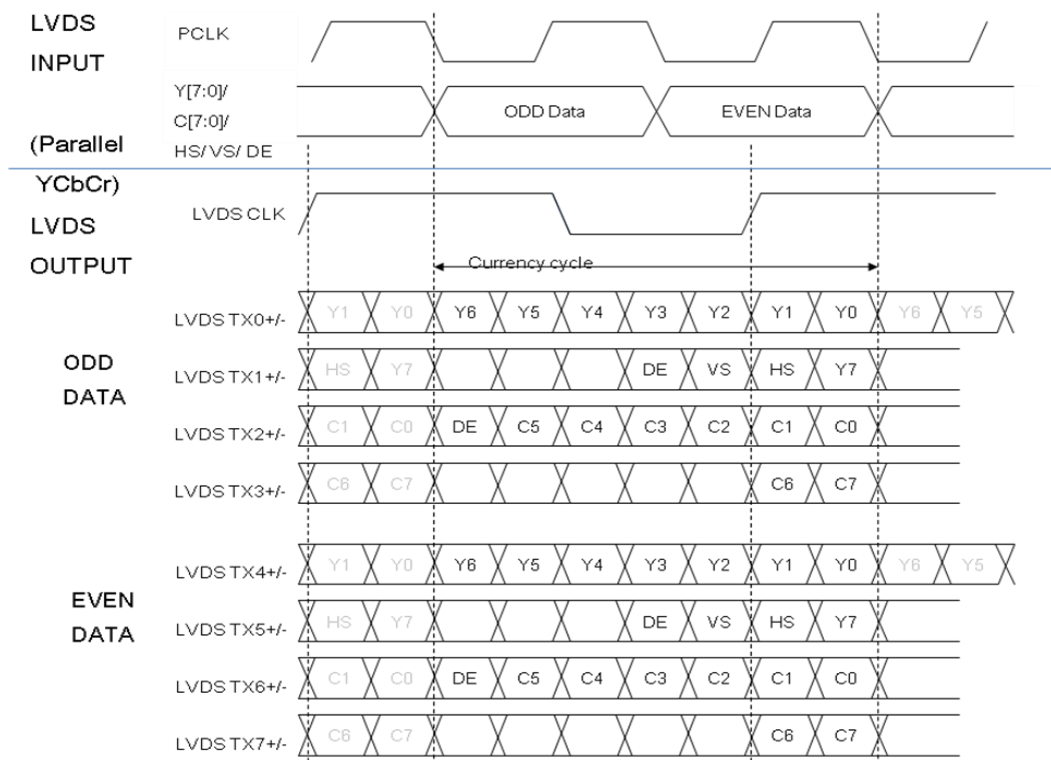 LVDS
INPUT
(Parallel
YCbCr)
LVDS
OUTPUT
PCLK
Y[7:0]/
C[7:0]/
HS/ VS/ DE
ODD Data EVEN Data
LVDS CLK
Currency cycle
ODD
DATA
LVDS TX0+/- Y1 Y0 Y6 Y5 Y4 Y3 Y2 Y1 Y0 Y6 Y5
LVDS TX1+/- HS Y7 DE VS HS Y7
LVDS TX2+/- C1 C0 DE C5 C4 C3 C2 C1 C0
LVDS TX3+/- C6 C7 C6 C7
EVEN
DATA
LVDS TX4+/- Y1 Y0 Y6 Y5 Y4 Y3 Y2 Y1 Y0 Y6 Y5
LVDS TX5+/- HS Y7 DE VS HS Y7
LVDS TX6+/- C1 C0 DE C5 C4 C3 C2 C1 C0
LVDS TX7+/- C6 C7 C6 C7